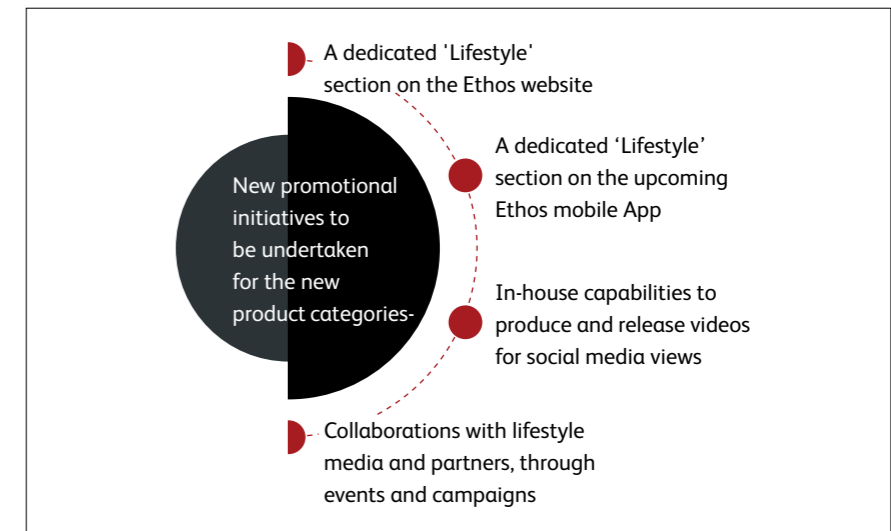 A dedicated 'Lifestyle'
section on the Ethos website
New promotional
initiatives to
be undertaken
for the new
product categories-
A dedicated ‘Lifestyle’
section on the upcoming
Ethos mobile App
In-house capabilities to
produce and release videos
for social media views
Collaborations with lifestyle
media and partners, through
events and campaigns